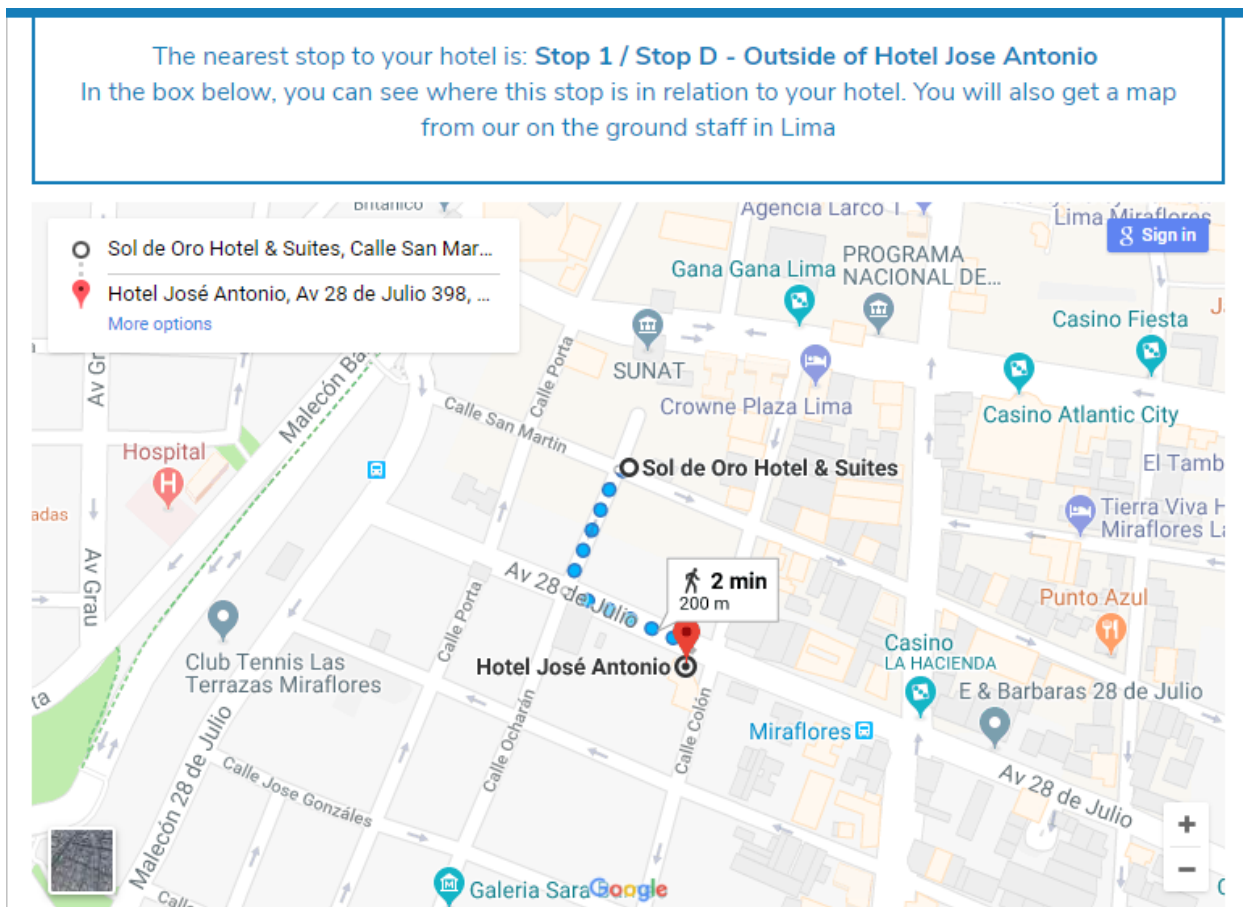 The nearest stop to your hotel is: Stop 1 / Stop D - Outside of Hotel Jose Antonio
In the box below, you can see where this stop is in relation to your hotel. You will also get a map
from our on the ground staff in Lima
Britanico
Agencia Larco 1
Lima Miraflores
Sign in
Sol de Oro Hotel & Suites, Calle San Mar...
Hotel José Antonio, Av 28 de Julio 398, ...
More options
PROGRAMA
NACIONAL DE...
Gana Gana Lima
Casino Fiesta
SUNAT
Av Gr
Malecón Ba
Calle Porta
Crowne Plaza Lima
Casino Atlantic City
Calle San Martin
Hospital
H
Sol de Oro Hotel & Suites
El Tamb
adas
Tierra Viva H
Miraflores La
Av Grau
Av 28 de Julio
2 min
200 m
Calle Porta
Punto Azul
Club Tennis Las
Terrazas Miraflores
Hotel José Antonio
Casino
LA HACIENDA
E & Barbaras 28 de Julio
ta
Calle Ocharán
Calle Colón
Miraflores
Malecón 28 de Julio
Calle Jose Gonzáles
Av 28 de Julio
Galeria Sara
Google
Calle